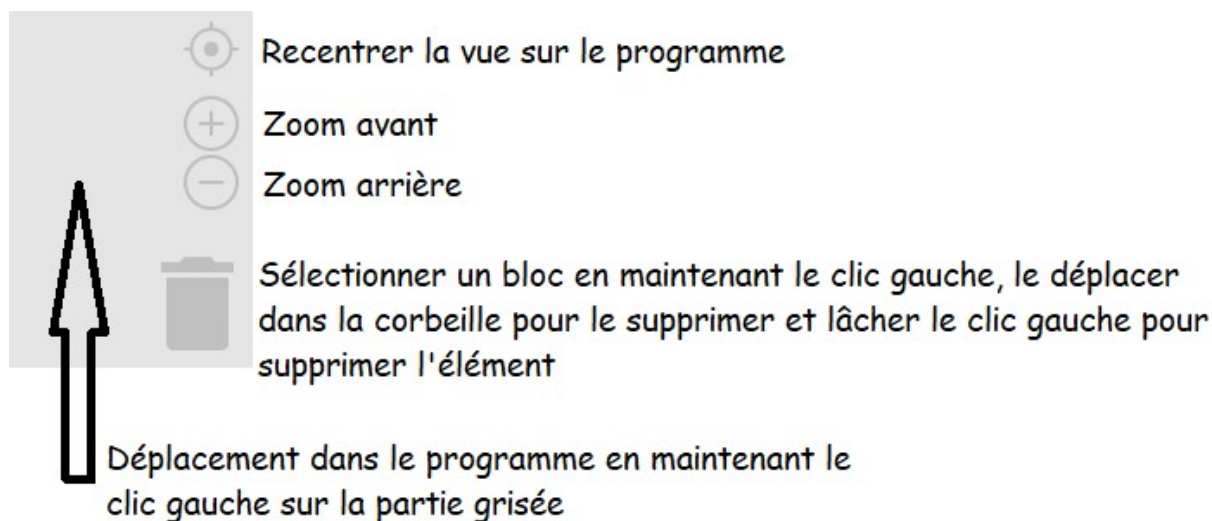 Recentrer la vue sur le programme
Zoom avant
Zoom arrière
Sélectionner un bloc en maintenant le clic gauche, le déplacer
dans la corbeille pour le supprimer et lâcher le clic gauche pour
supprimer l'élément
Déplacement dans le programme en maintenant le
clic gauche sur la partie grisée